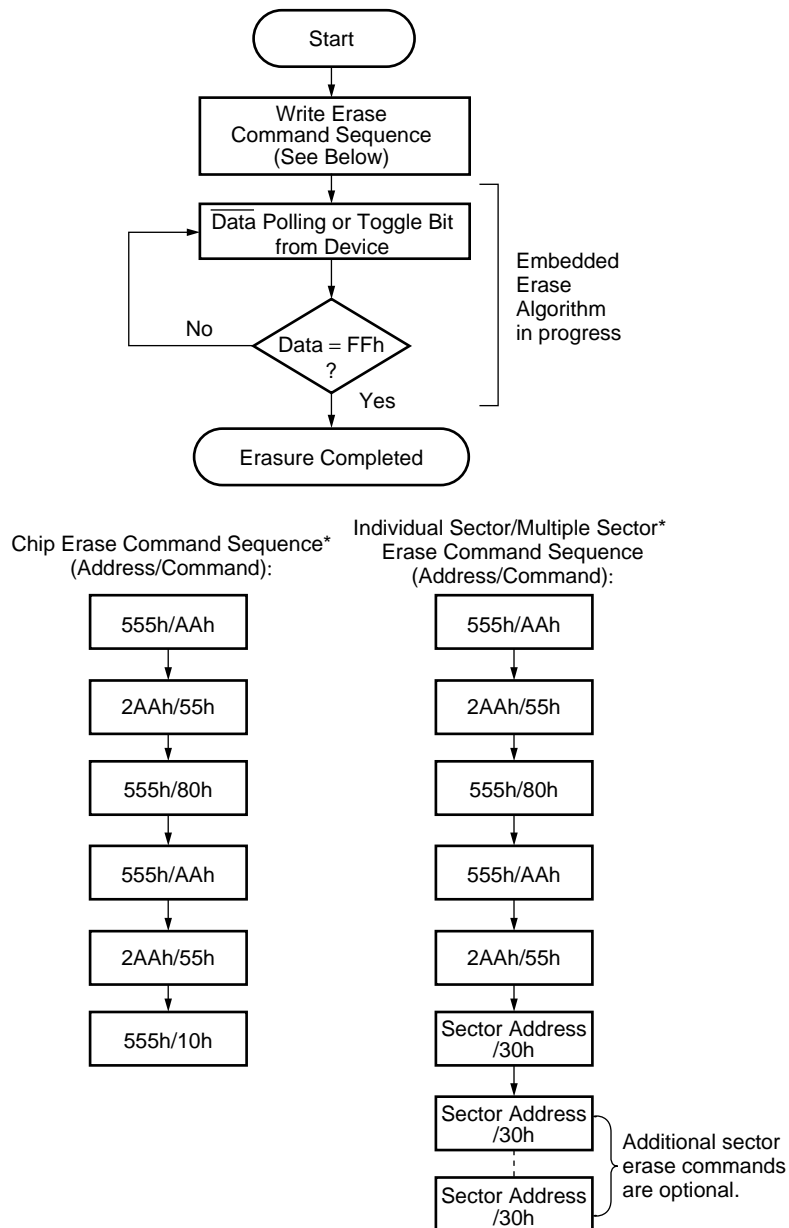 Start
Write Erase
Command Sequence
(See Below)
Data Polling or Toggle Bit
from Device
Embedded
Erase
Algorithm
in progress
No
Data = FFh
?
Yes
Erasure Completed
Chip Erase Command Sequence*
(Address/Command):
555h/AAh
2AAh/55h
555h/80h
555h/AAh
2AAh/55h
555h/10h
Individual Sector/Multiple Sector*
Erase Command Sequence
(Address/Command):
555h/AAh
2AAh/55h
555h/80h
555h/AAh
2AAh/55h
Sector Address
/30h
Sector Address
/30h
Sector Address
/30h
Additional sector
erase commands
are optional.